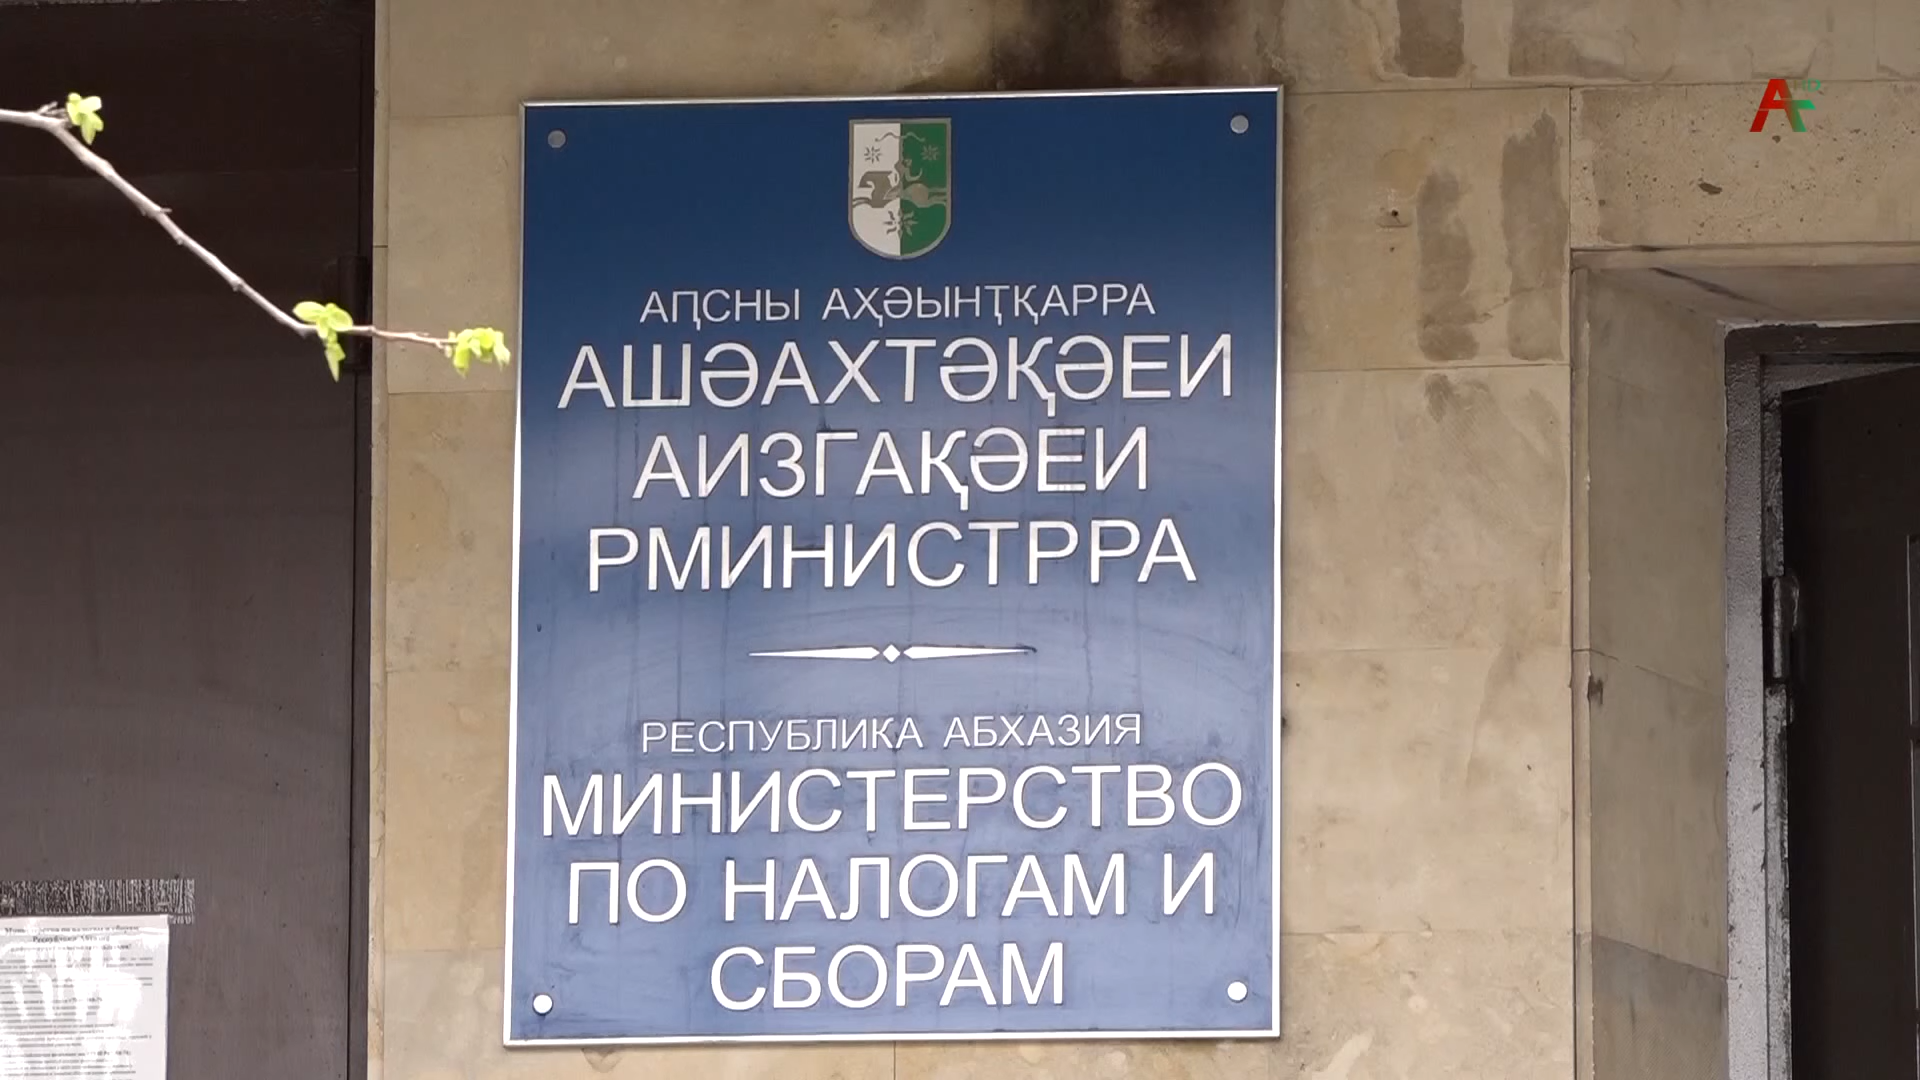 АԤСНЫ АҲӘЫНҬҚАРРА
АШӘАХТӘҚӘЕИ
АИЗГАҚӘЕИ
РМИНИСТРРА
РЕСПУБЛИКА АБХАЗИЯ
МИНИСТЕРСТВО
ПО НАЛОГАМ И
СБОРАМ